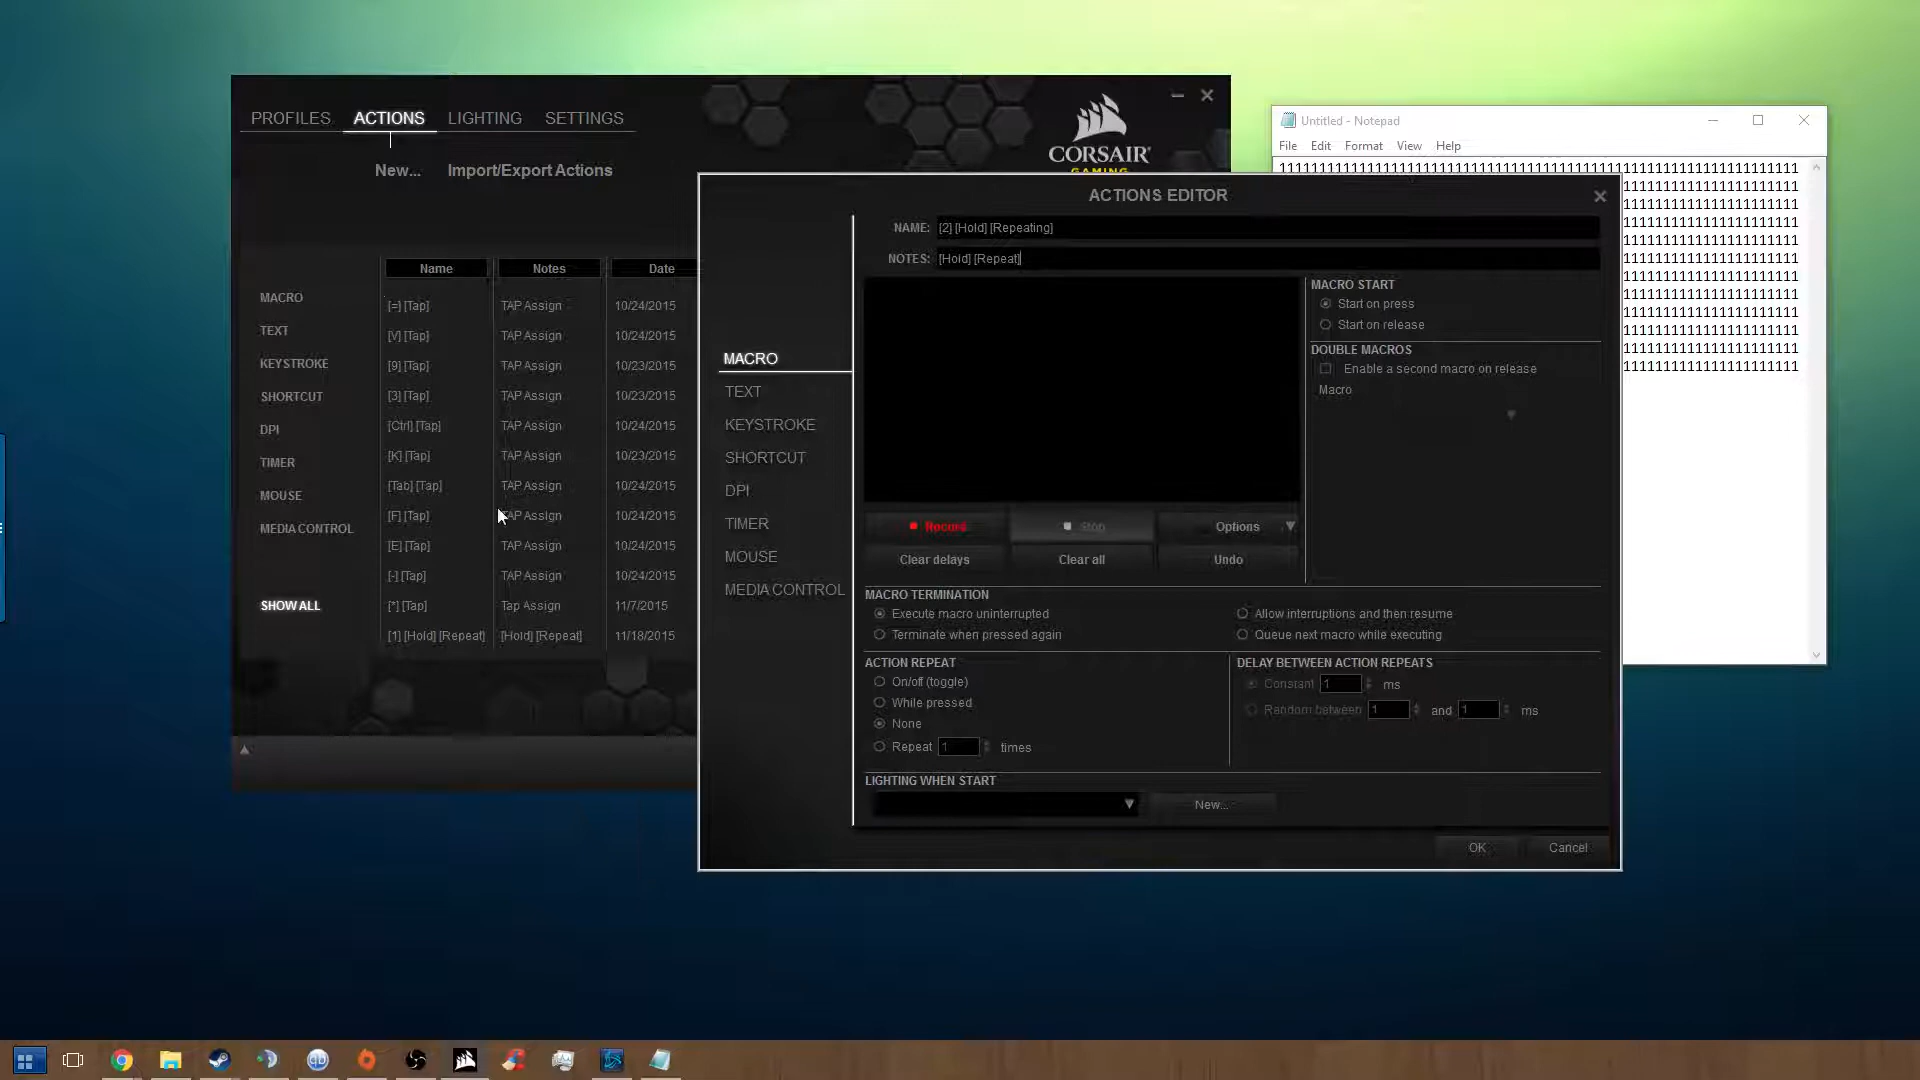 PROFILES ACTIONS LIGHTING SETTINGS
New... Import/Export Actions
CORSAIR
GAMING
Untitled - Notepad
File Edit Format View Help
ACTIONS EDITOR
NAME: [2] [Hold] [Repeating]
NOTES: [Hold] [Repeat]
Name Notes Date
MACRO
TEXT
KEYSTROKE
SHORTCUT
DPI
TIMER
MOUSE
MEDIA CONTROL
SHOW ALL
[=] [Tap] TAP Assign 10/24/2015
[V] [Tap] TAP Assign 10/24/2015
[9] [Tap] TAP Assign 10/23/2015
[3] [Tap] TAP Assign 10/23/2015
[Ctrl] [Tap] TAP Assign 10/24/2015
[K] [Tap] TAP Assign 10/23/2015
[Tab] [Tap] TAP Assign 10/24/2015
[F] [Tap] TAP Assign 10/24/2015
[E] [Tap] TAP Assign 10/24/2015
[-] [Tap] TAP Assign 10/24/2015
[*] [Tap] Tap Assign 11/7/2015
[1] [Hold] [Repeat] [Hold] [Repeat] 11/18/2015
MACRO
TEXT
KEYSTROKE
SHORTCUT
DPI
TIMER
MOUSE
MEDIA CONTROL
MACRO START
Start on press
Start on release
DOUBLE MACROS
Enable a second macro on release
Macro
Record Stop Options
Clear delays Clear all Undo
MACRO TERMINATION
Execute macro uninterrupted Allow interruptions and then resume
Terminate when pressed again Queue next macro while executing
ACTION REPEAT
On/off (toggle)
While pressed
None
Repeat 1 times
DELAY BETWEEN ACTION REPEATS
Constant 1 ms
Random between 1 and 1 ms
LIGHTING WHEN START
New...
OK Cancel